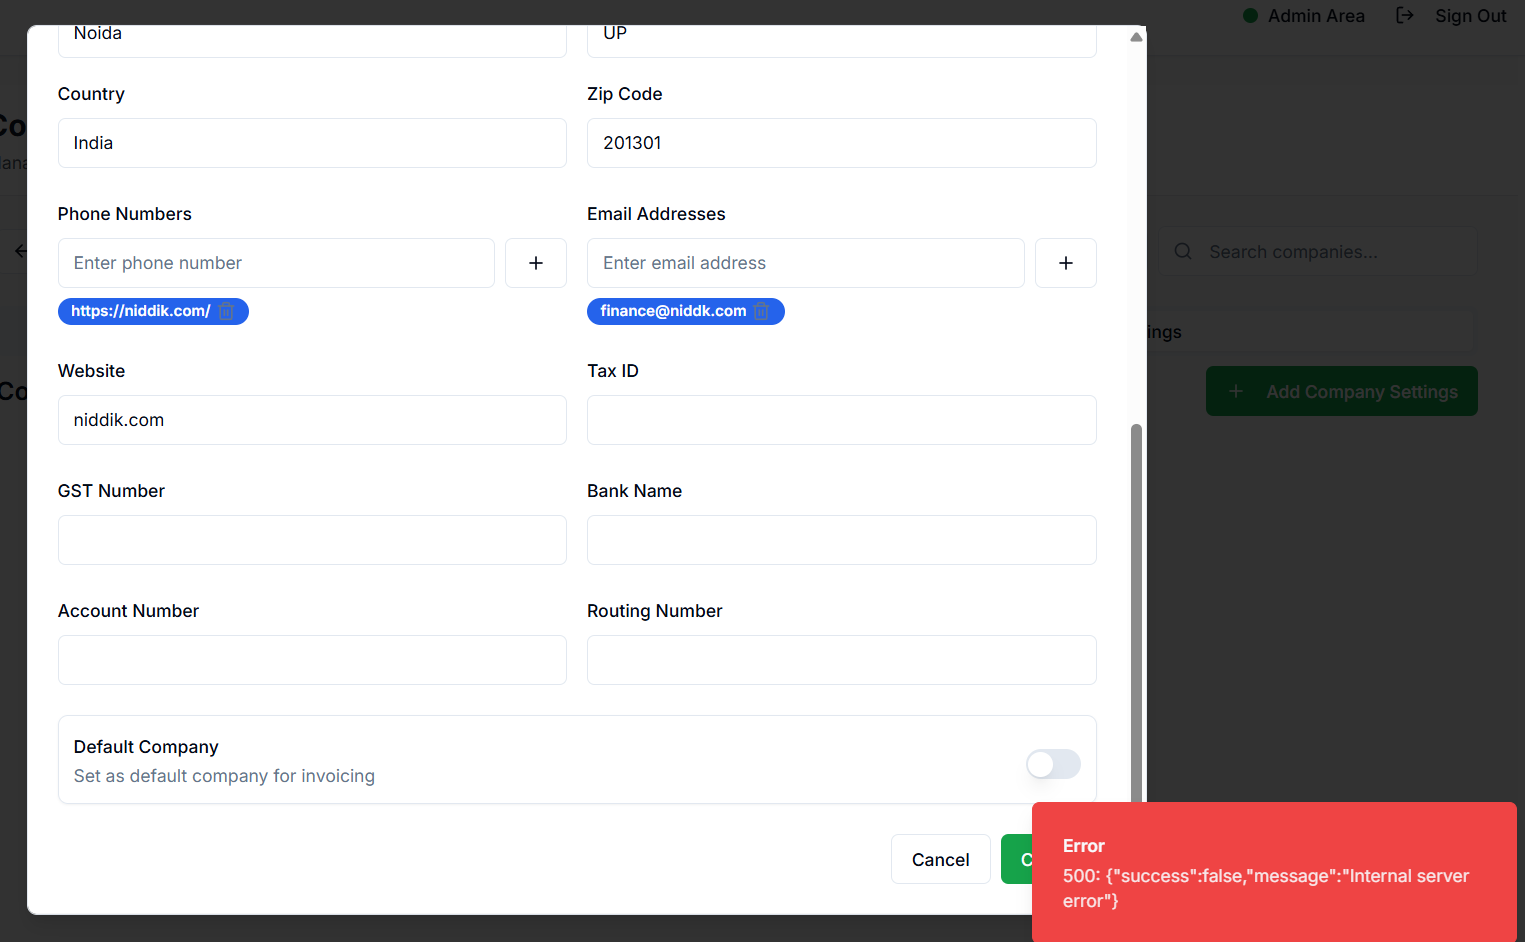 Admin Area
Sign Out
Noida
UP
Country
Zip Code
India
201301
Phone Numbers
Email Addresses
Enter phone number
Enter email address
Search companies...
https://niddik.com/
finance@niddk.com
ings
Website
Tax ID
Co
Add Company Settings
niddik.com
GST Number
Bank Name
Account Number
Routing Number
Default Company
Set as default company for invoicing
Cancel
C
Error
500: {"success":false,"message":"Internal server
error"}